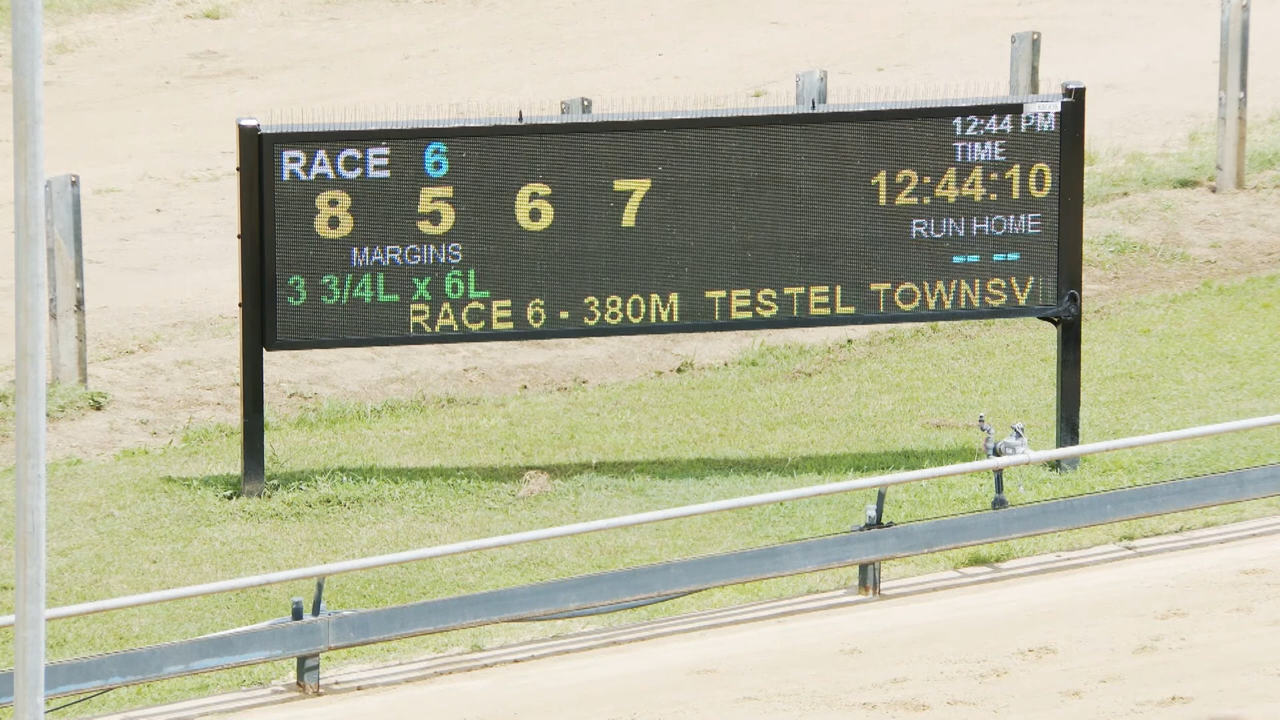 12:44 PM
RACE 6
TIME
8 5 6 7
12:44:10
MARGINS
RUN HOME
-- --
3 3/4L x 6L
RACE 6 - 380M TESTEL TOWNSV